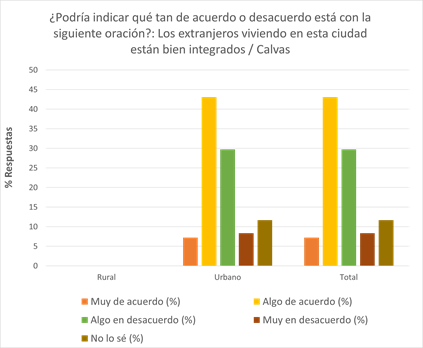 ¿Podría indicar qué tan de acuerdo o desacuerdo está con la
siguiente oración?: Los extranjeros viviendo en esta ciudad
están bien integrados / Calvas
50
45
40
35
30
25
20
15
10
5
0
% Respuestas
Rural Urbano Total
Muy de acuerdo (%) Algo de acuerdo (%)
Algo en desacuerdo (%) Muy en desacuerdo (%)
No lo sé (%)